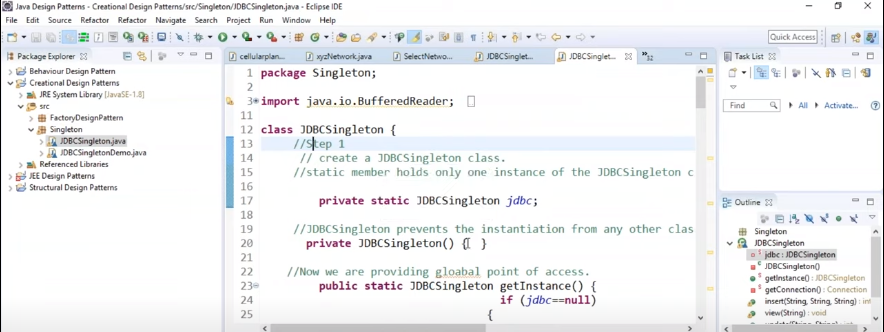 Java Design Patterns - Creational Design Patterns/src/Singleton/JDBCSingleton.java - Eclipse IDE
File Edit Source Refactor Refactor Navigate Search Project Run Window Help
Quick Access
Package Explorer
Behaviour Design Pattern
Creational Design Patterns
JRE System Library [JavaSE-1.8]
src
FactoryDesignPattern
Singleton
JDBCSingleton.java
JDBCSingletonDemo.java
Referenced Libraries
JEE Design Patterns
Structural Design Patterns
cellularplan... xyzNetwork.java SelectNetwo... JDBCSinglet... JDBCSinglet... 32
1 package Singleton;
2
3 import java.io.BufferedReader;
11
12 class JDBCSingleton {
13 //Step 1
14 // create a JDBCSingleton class.
15 //static member holds only one instance of the JDBCSingleton c
16
17 private static JDBCSingleton jdbc;
18
19 //JDBCSingleton prevents the instantiation from any other clas
20 private JDBCSingleton() { }
21
22 //Now we are providing gloabal point of access.
23 public static JDBCSingleton getInstance() {
24 if (jdbc==null)
25 {
Task List
Find All Activate...
Outline
Singleton
JDBCSingleton
jdbc : JDBCSingleton
JDBCSingleton()
getInstance() : JDBCSingleton
getConnection() : Connection
insert(String, String) : int
view(String) : void